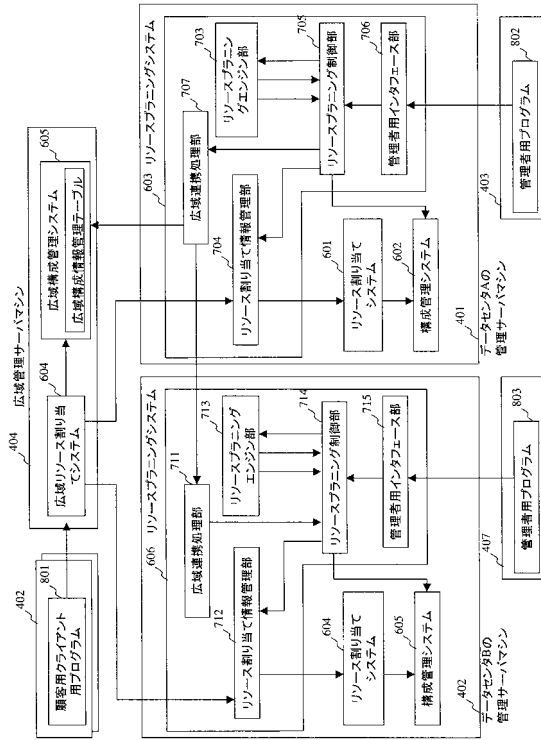 402
801
顧客用クライアント
用プログラム
404
広域管理サーバマシン
604
広域リソース割り当
てシステム
605
広域構成管理システム
広域構成情報管理テーブル
606
リソースプラニングシステム
711
広域連携処理部
713
リソースプラニング
エンジン部
712
リソース割り当て情報管理部
714
リソースプラニング制御部
715
管理者用インタフェース部
604
リソース割り当て
システム
605
構成管理システム
402
データセンタBの
管理サーバマシン
407
803
管理者用プログラム
603
リソースプラニングシステム
707
広域連携処理部
703
リソースプラニン
グエンジン部
704
リソース割り当て情報管理部
705
リソースプラニング制御部
706
管理者用インタフェース部
601
リソース割り当て
システム
602
構成管理システム
401
データセンタAの
管理サーバマシン
403
802
管理者用プログラム